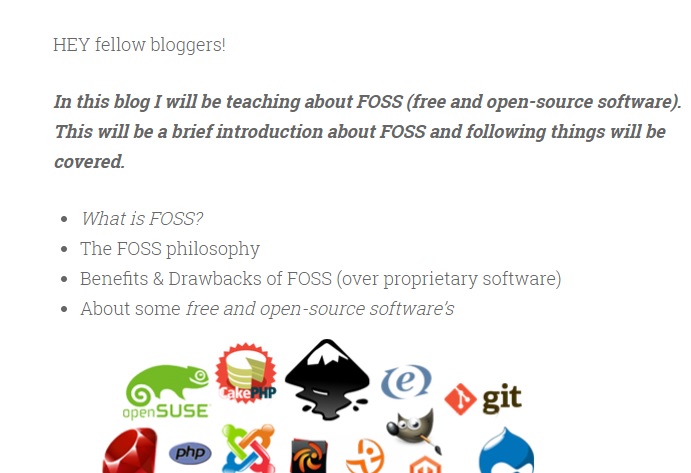 HEY fellow bloggers!
In this blog I will be teaching about FOSS (free and open-source software).
This will be a brief introduction about FOSS and following things will be
covered.
What is FOSS?
The FOSS philosophy
Benefits & Drawbacks of FOSS (over proprietary software)
About some free and open-source software's
CakePHP
e
git
openSUSE
php